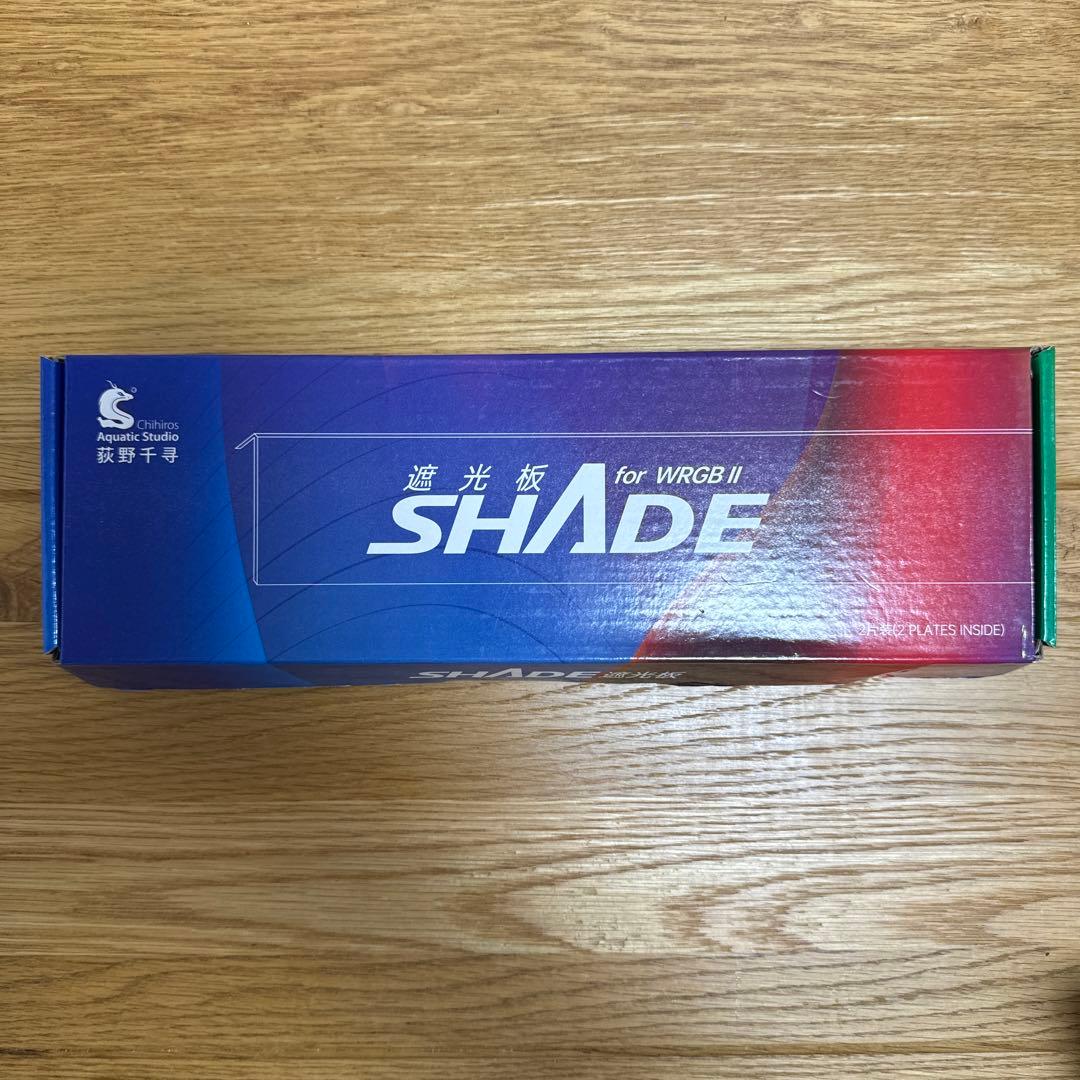 Chihiros
Aquatic Studio
荻野千寻
遮光板 for WRGB II
SHADE
2片装(2 PLATES INSIDE)
SHADE 遮光板